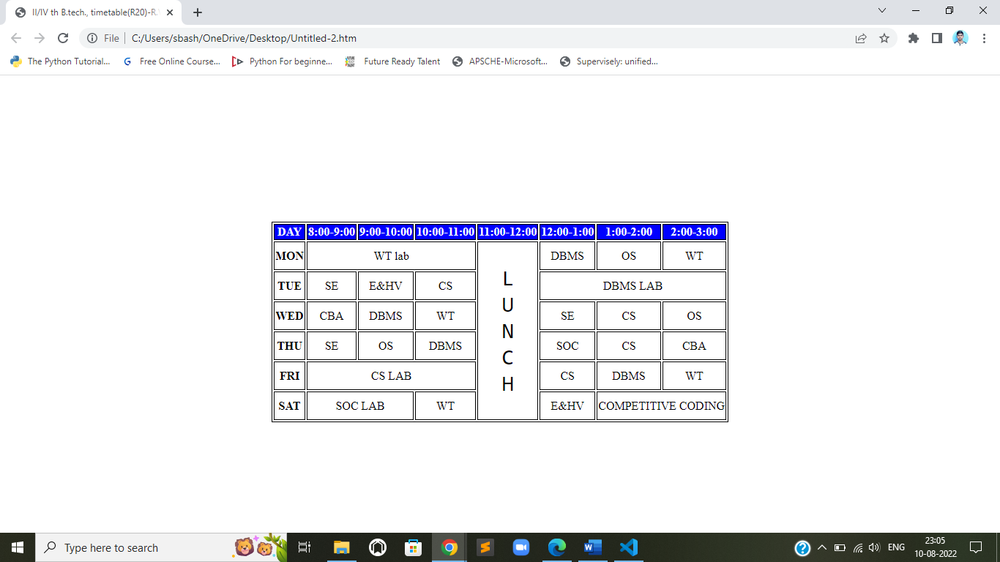 II/IV th B.tech., timetable(R20)-R.
File C:/Users/sbash/OneDrive/Desktop/Untitled-2.htm
The Python Tutorial... Free Online Course... Python For beginne... Future Ready Talent APSCHE-Microsoft... Supervisely: unified...
DAY 8:00-9:00 9:00-10:00 10:00-11:00 11:00-12:00 12:00-1:00 1:00-2:00 2:00-3:00
MON WT lab DBMS OS WT
TUE SE E&HV CS DBMS LAB
WED CBA DBMS WT SE CS OS
THU SE OS DBMS SOC CS CBA
FRI CS LAB CS DBMS WT
SAT SOC LAB WT E&HV COMPETITIVE CODING
L
U
N
C
H
Type here to search
ENG
23:05
10-08-2022